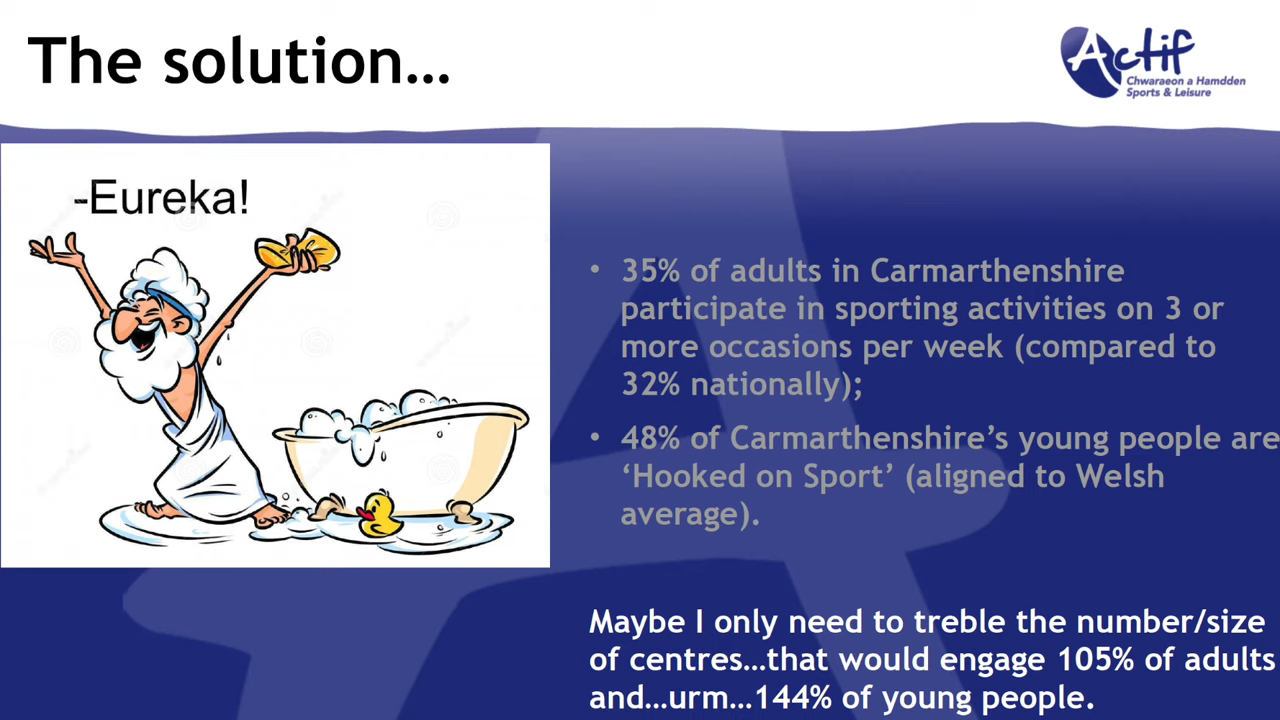 The solution…
Actif
Chwaraeon a Hamdden
Sports & Leisure
-Eureka!
• 35% of adults in Carmarthenshire
participate in sporting activities on 3 or
more occasions per week (compared to
32% nationally);
• 48% of Carmarthenshire’s young people are
‘Hooked on Sport’ (aligned to Welsh
average).
Maybe I only need to treble the number/size
of centres…that would engage 105% of adults
and…urm…144% of young people.